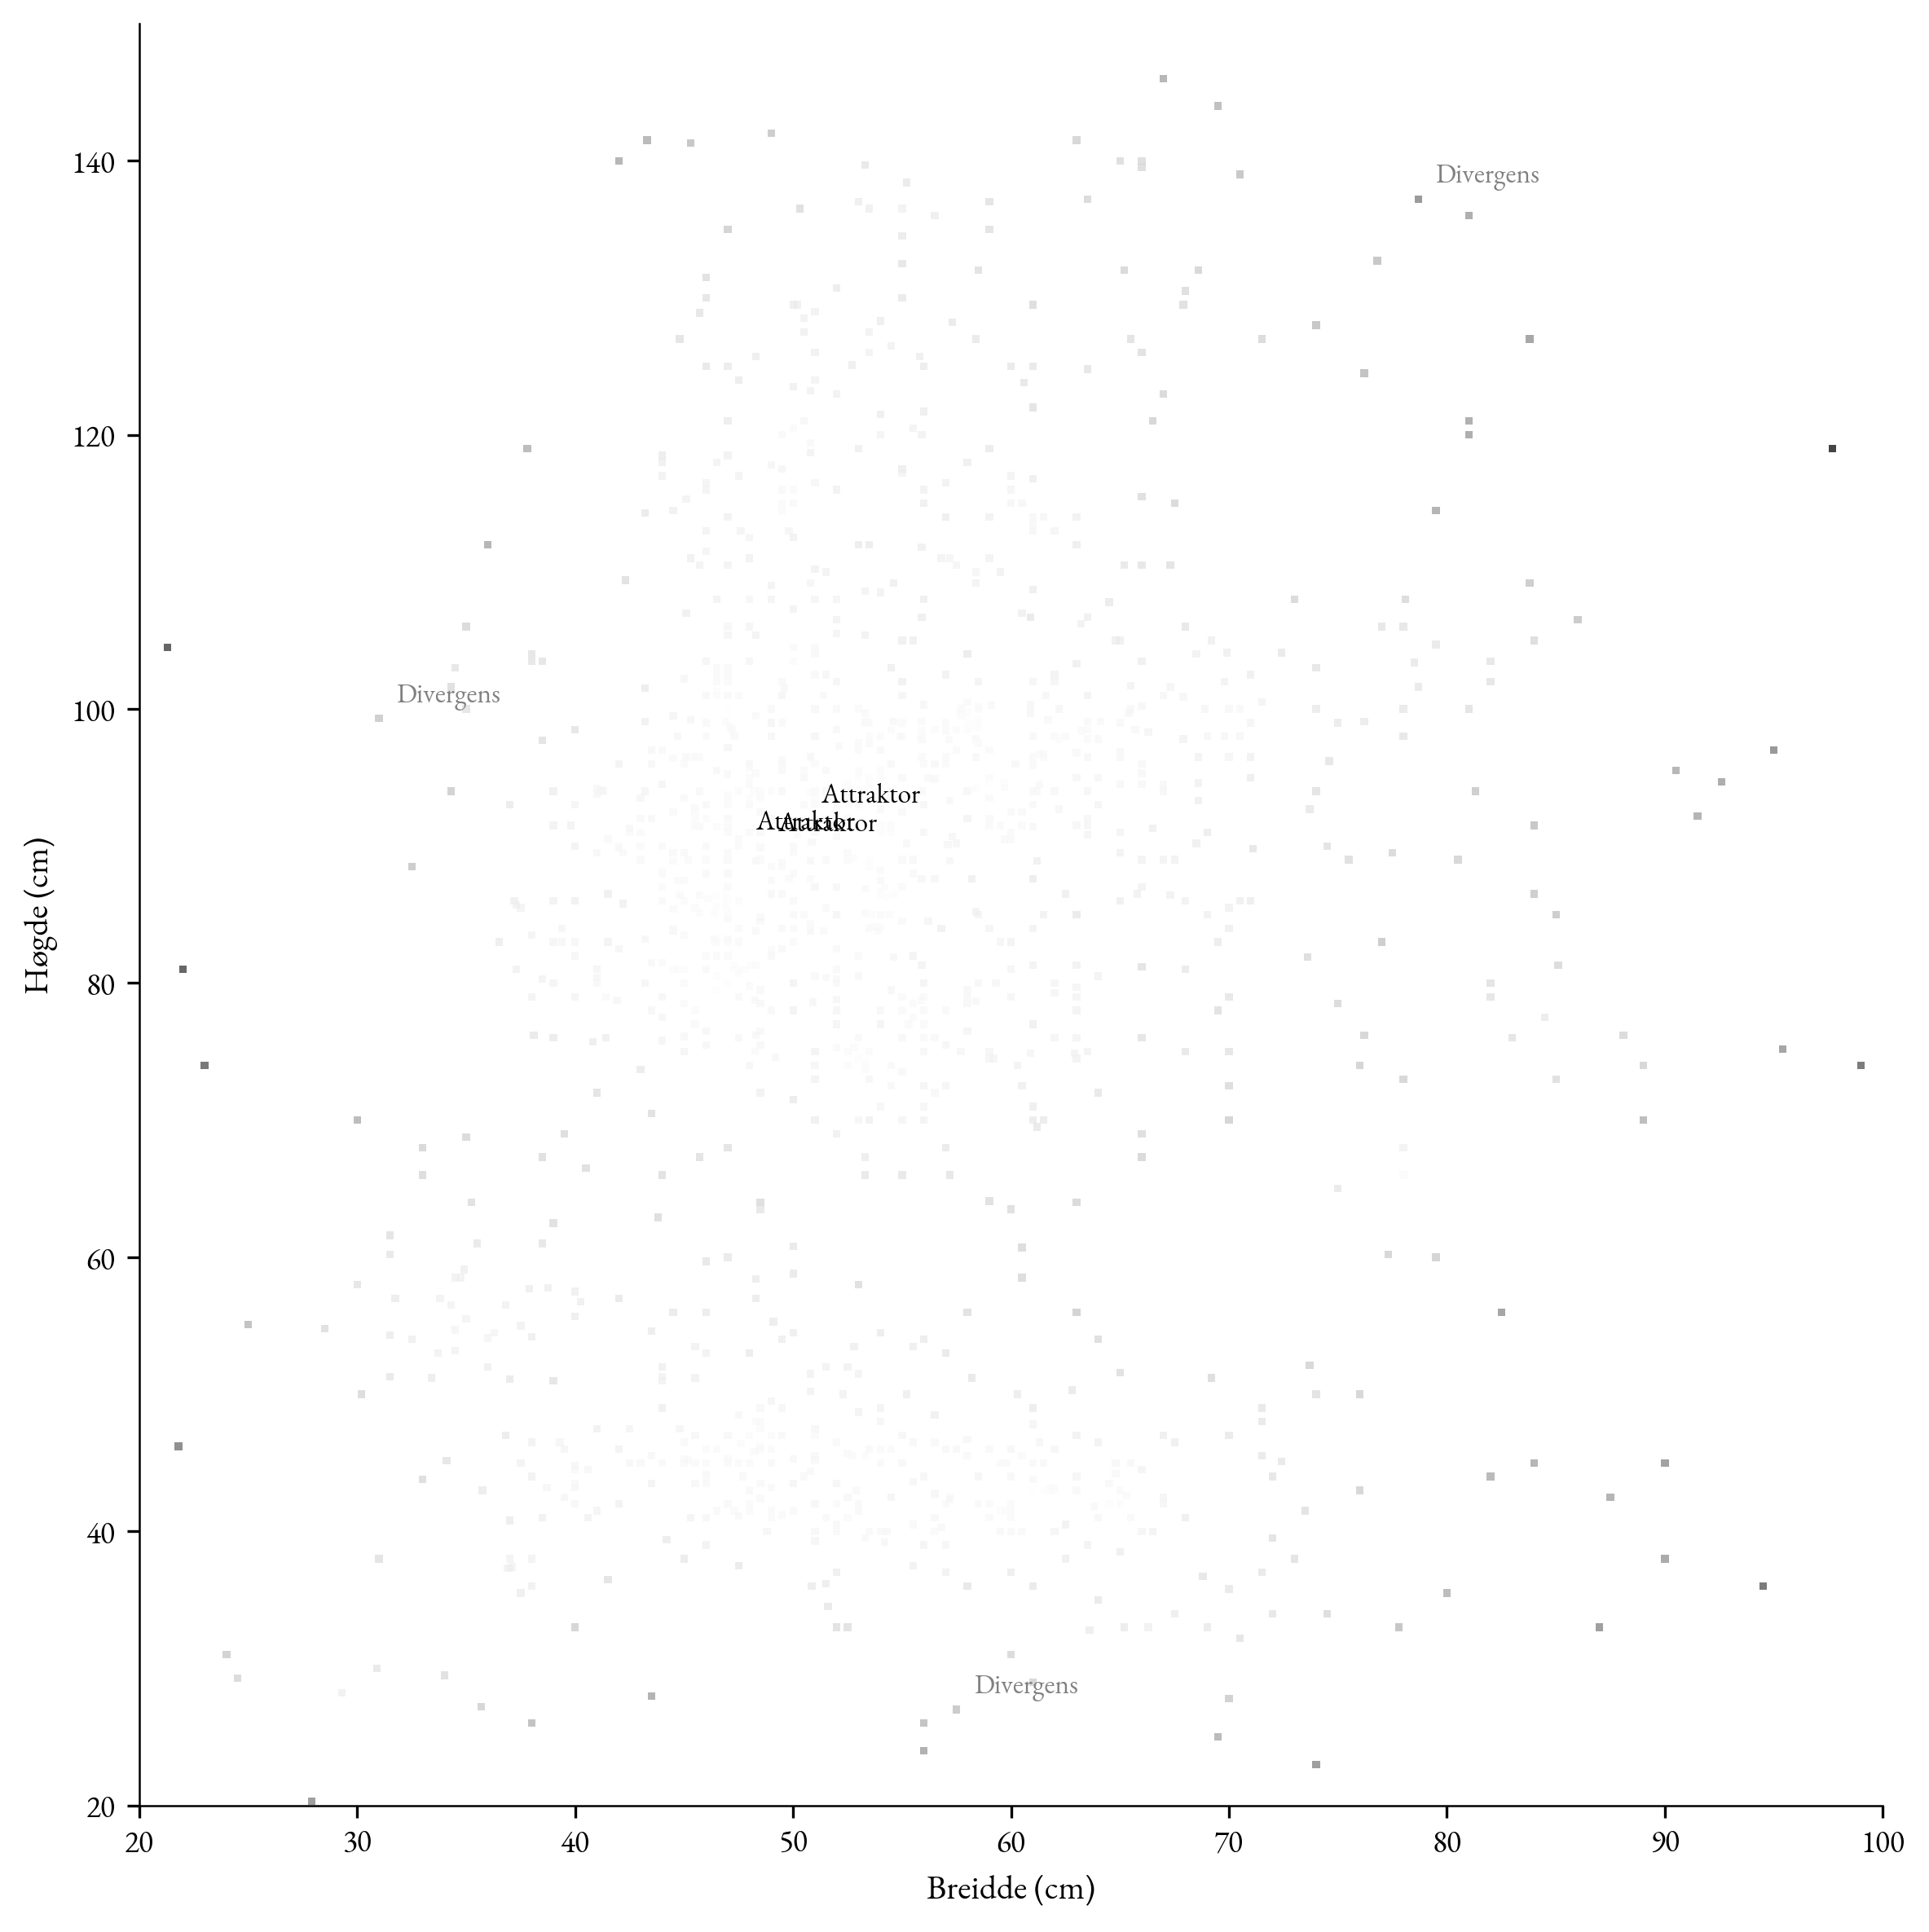 140
120
100
80
60
40
20
Høgde (cm)
Divergens
Divergens
Attraktor
Attraktor
Attraktor
Divergens
20 30 40 50 60 70 80 90 100
Breidde (cm)